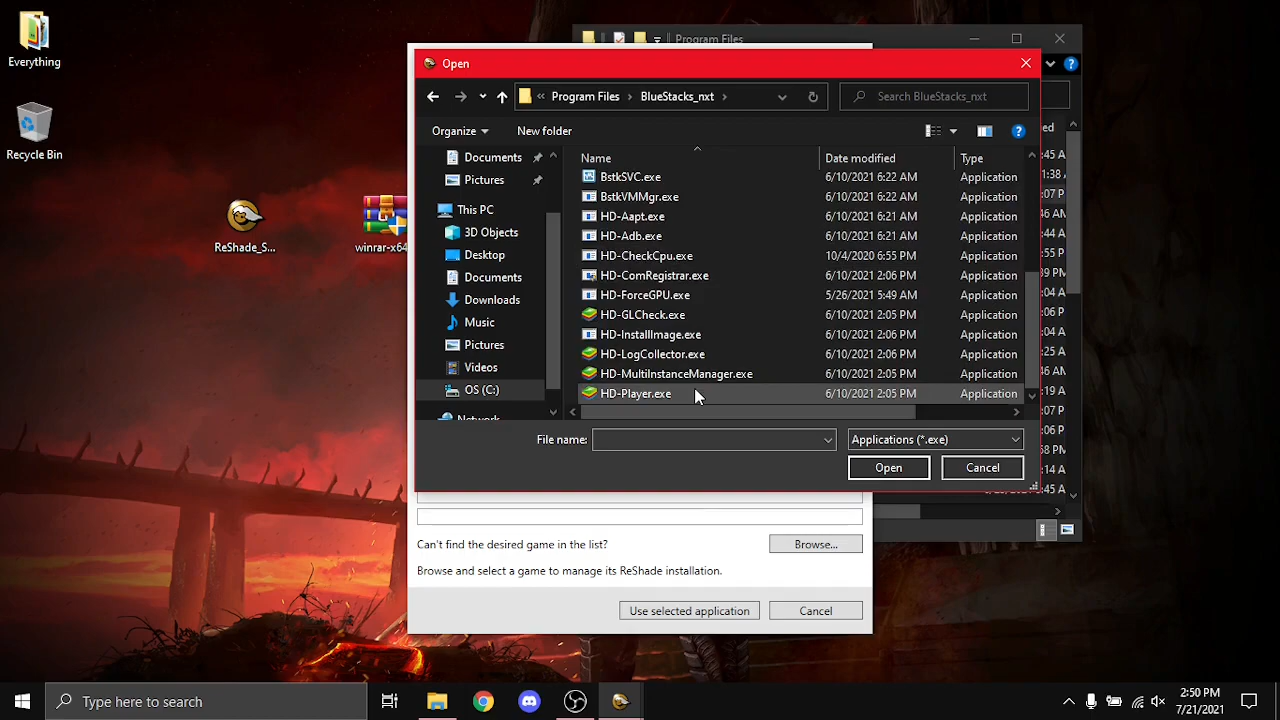 Everything
Recycle Bin
ReShade_S...
winrar-x64
Program Files
Open
Program Files › BlueStacks_nxt ›
Search BlueStacks_nxt
Organize
New folder
Documents
Pictures
This PC
3D Objects
Desktop
Documents
Downloads
Music
Pictures
Videos
OS (C:)
Network
Name Date modified Type
BstkSVC.exe 6/10/2021 6:22 AM Application
BstkVMMgr.exe 6/10/2021 6:22 AM Application
HD-Aapt.exe 6/10/2021 6:21 AM Application
HD-Adb.exe 6/10/2021 6:21 AM Application
HD-CheckCpu.exe 10/4/2020 6:55 PM Application
HD-ComRegistrar.exe 6/10/2021 2:06 PM Application
HD-ForceGPU.exe 5/26/2021 5:49 AM Application
HD-GLCheck.exe 6/10/2021 2:05 PM Application
HD-InstallImage.exe 6/10/2021 2:06 PM Application
HD-LogCollector.exe 6/10/2021 2:06 PM Application
HD-MultiInstanceManager.exe 6/10/2021 2:06 PM Application
HD-Player.exe 6/10/2021 2:05 PM Application
File name:
Applications (*.exe)
Open
Cancel
Can't find the desired game in the list?
Browse...
Browse and select a game to manage its ReShade installation.
Use selected application
Cancel
Type here to search
2:50 PM
7/21/2021